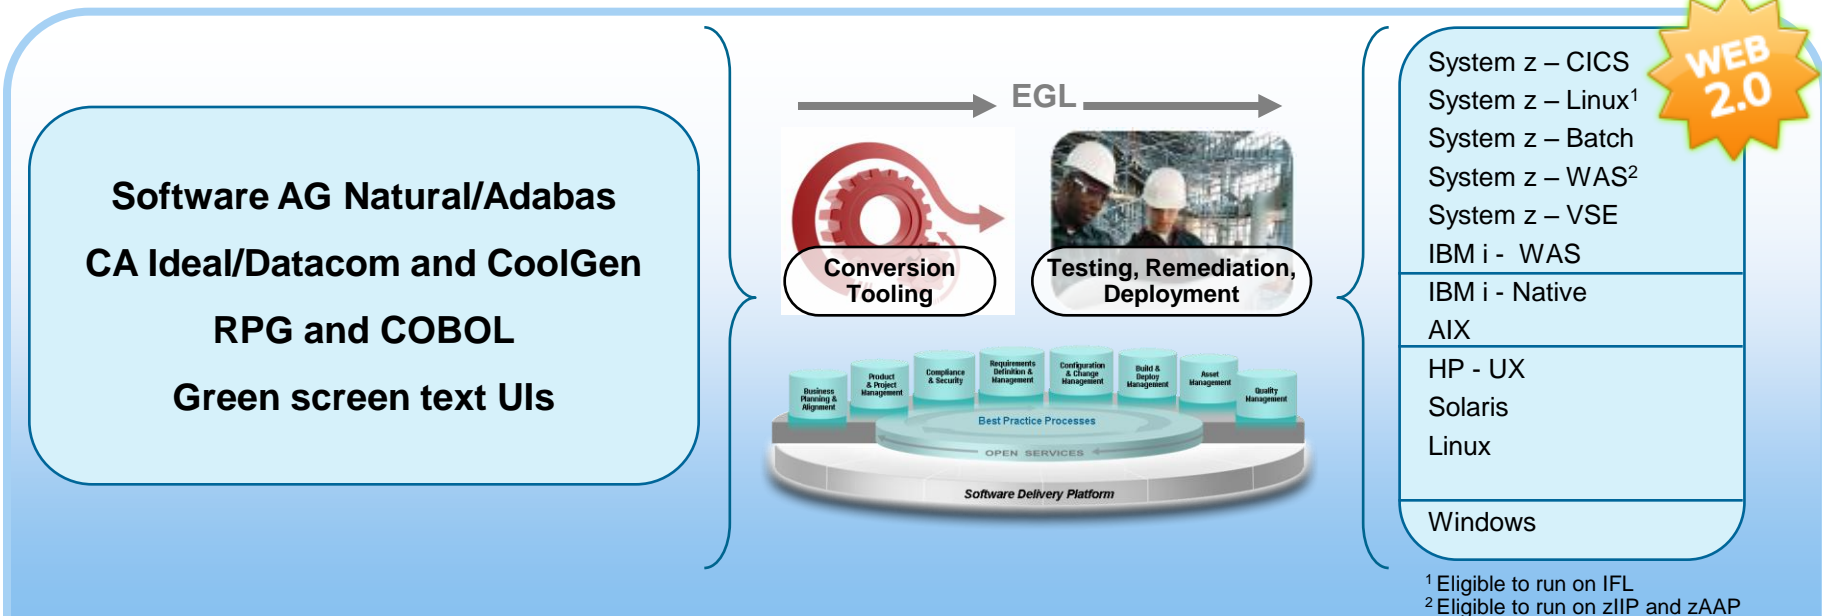 Software AG Natural/Adabas
CA Ideal/Datacom and CoolGen
RPG and COBOL
Green screen text UIs
EGL
Conversion
Tooling
Testing, Remediation,
Deployment
Business
Planning &
Alignment
Product
& Project
Management
Compliance
& Security
Requirements
Definition &
Management
Configuration
& Change
Management
Build &
Deploy
Management
Asset
Management
Quality
Management
Best Practice Processes
OPEN SERVICES
Software Delivery Platform
WEB
2.0
System z – CICS
System z – Linux¹
System z – Batch
System z – WAS²
System z – VSE
IBM i - WAS
IBM i - Native
AIX
HP - UX
Solaris
Linux
Windows
¹ Eligible to run on IFL
² Eligible to run on zIIP and zAAP